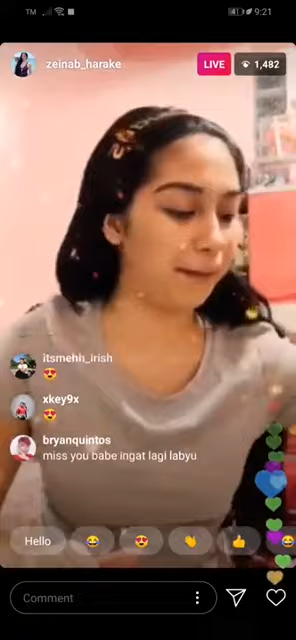 TM 9:21
zeinab_harake LIVE 1,482
itsmehh_irish
😍
xkey9x
😍
bryanquintos
miss you babe ingat lagi labyu
Hello 😂 😍 👏 👍 😂
Comment